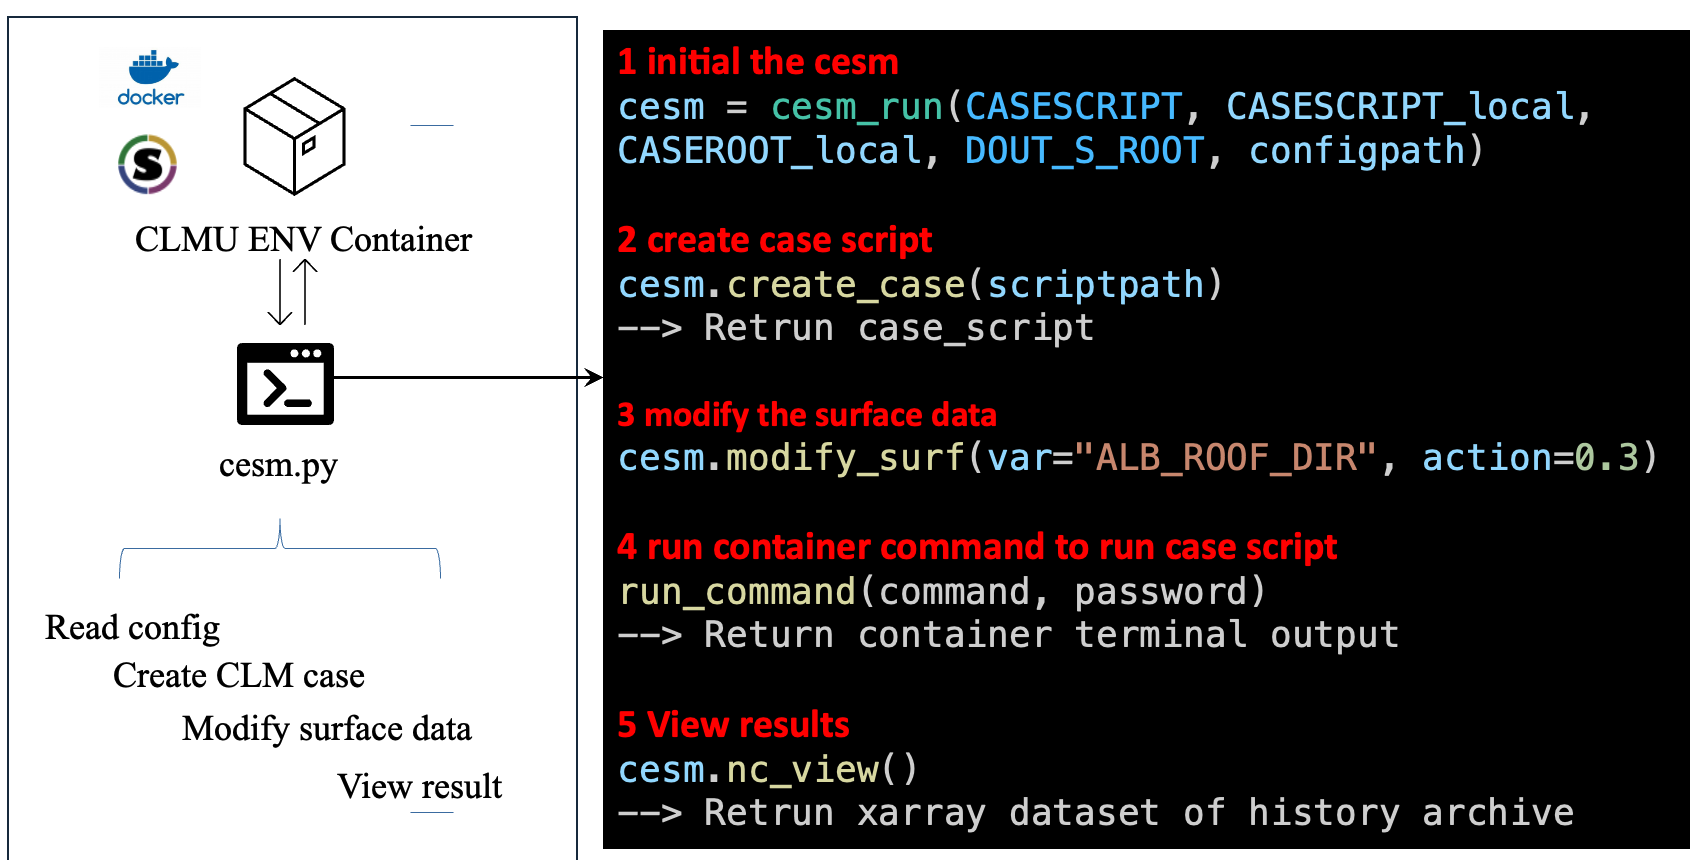 docker
S
CLMU ENV Container
cesm.py
Read config
Create CLM case
Modify surface data
View result
1 initial the cesm
cesm = cesm_run(CASESCRIPT, CASESCRIPT_local,
CASEROOT_local, DOUT_S_ROOT, configpath)
2 create case script
cesm.create_case(scriptpath)
––> Retrun case_script
3 modify the surface data
cesm.modify_surf(var="ALB_ROOF_DIR", action=0.3)
4 run container command to run case script
run_command(command, password)
––> Return container terminal output
5 View results
cesm.nc_view()
––> Retrun xarray dataset of history archive